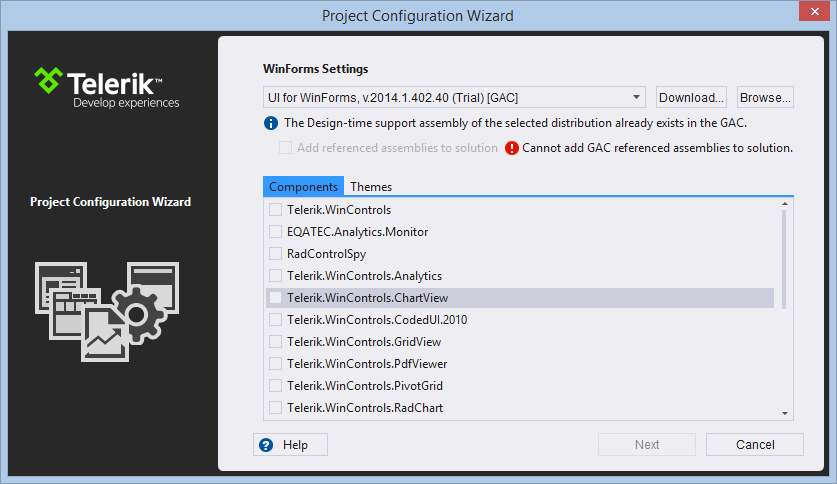 Project Configuration Wizard
Telerik™
Develop experiences
Project Configuration Wizard
WinForms Settings
UI for WinForms, v.2014.1.402.40 (Trial) [GAC]
Download...
Browse...
The Design-time support assembly of the selected distribution already exists in the GAC.
Add referenced assemblies to solution
Cannot add GAC referenced assemblies to solution.
Components
Themes
Telerik.WinControls
EQATEC.Analytics.Monitor
RadControlSpy
Telerik.WinControls.Analytics
Telerik.WinControls.ChartView
Telerik.WinControls.CodedUI.2010
Telerik.WinControls.GridView
Telerik.WinControls.PdfViewer
Telerik.WinControls.PivotGrid
Telerik.WinControls.RadChart
Help
Next
Cancel